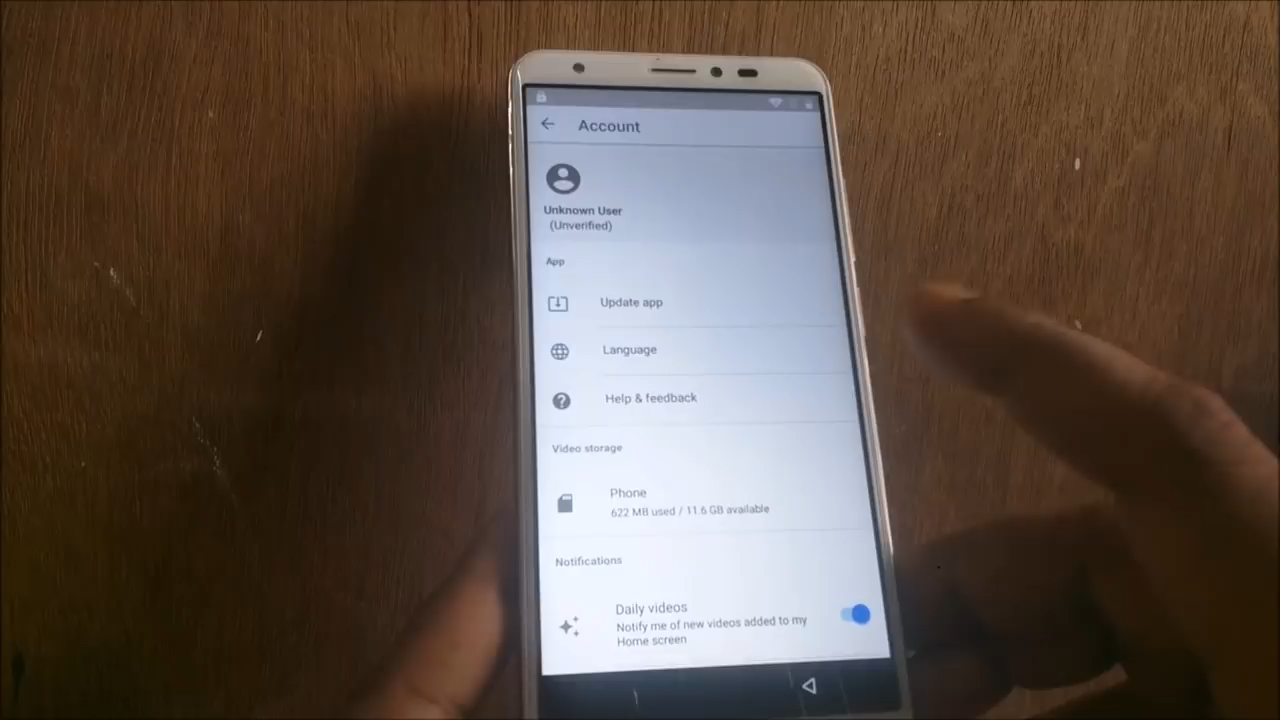 Account
Unknown User
(Unverified)
App
Update app
Language
Help & feedback
Video storage
Phone
622 MB used / 11.6 GB available
Notifications
Daily videos
Notify me of new videos added to my
Home screen